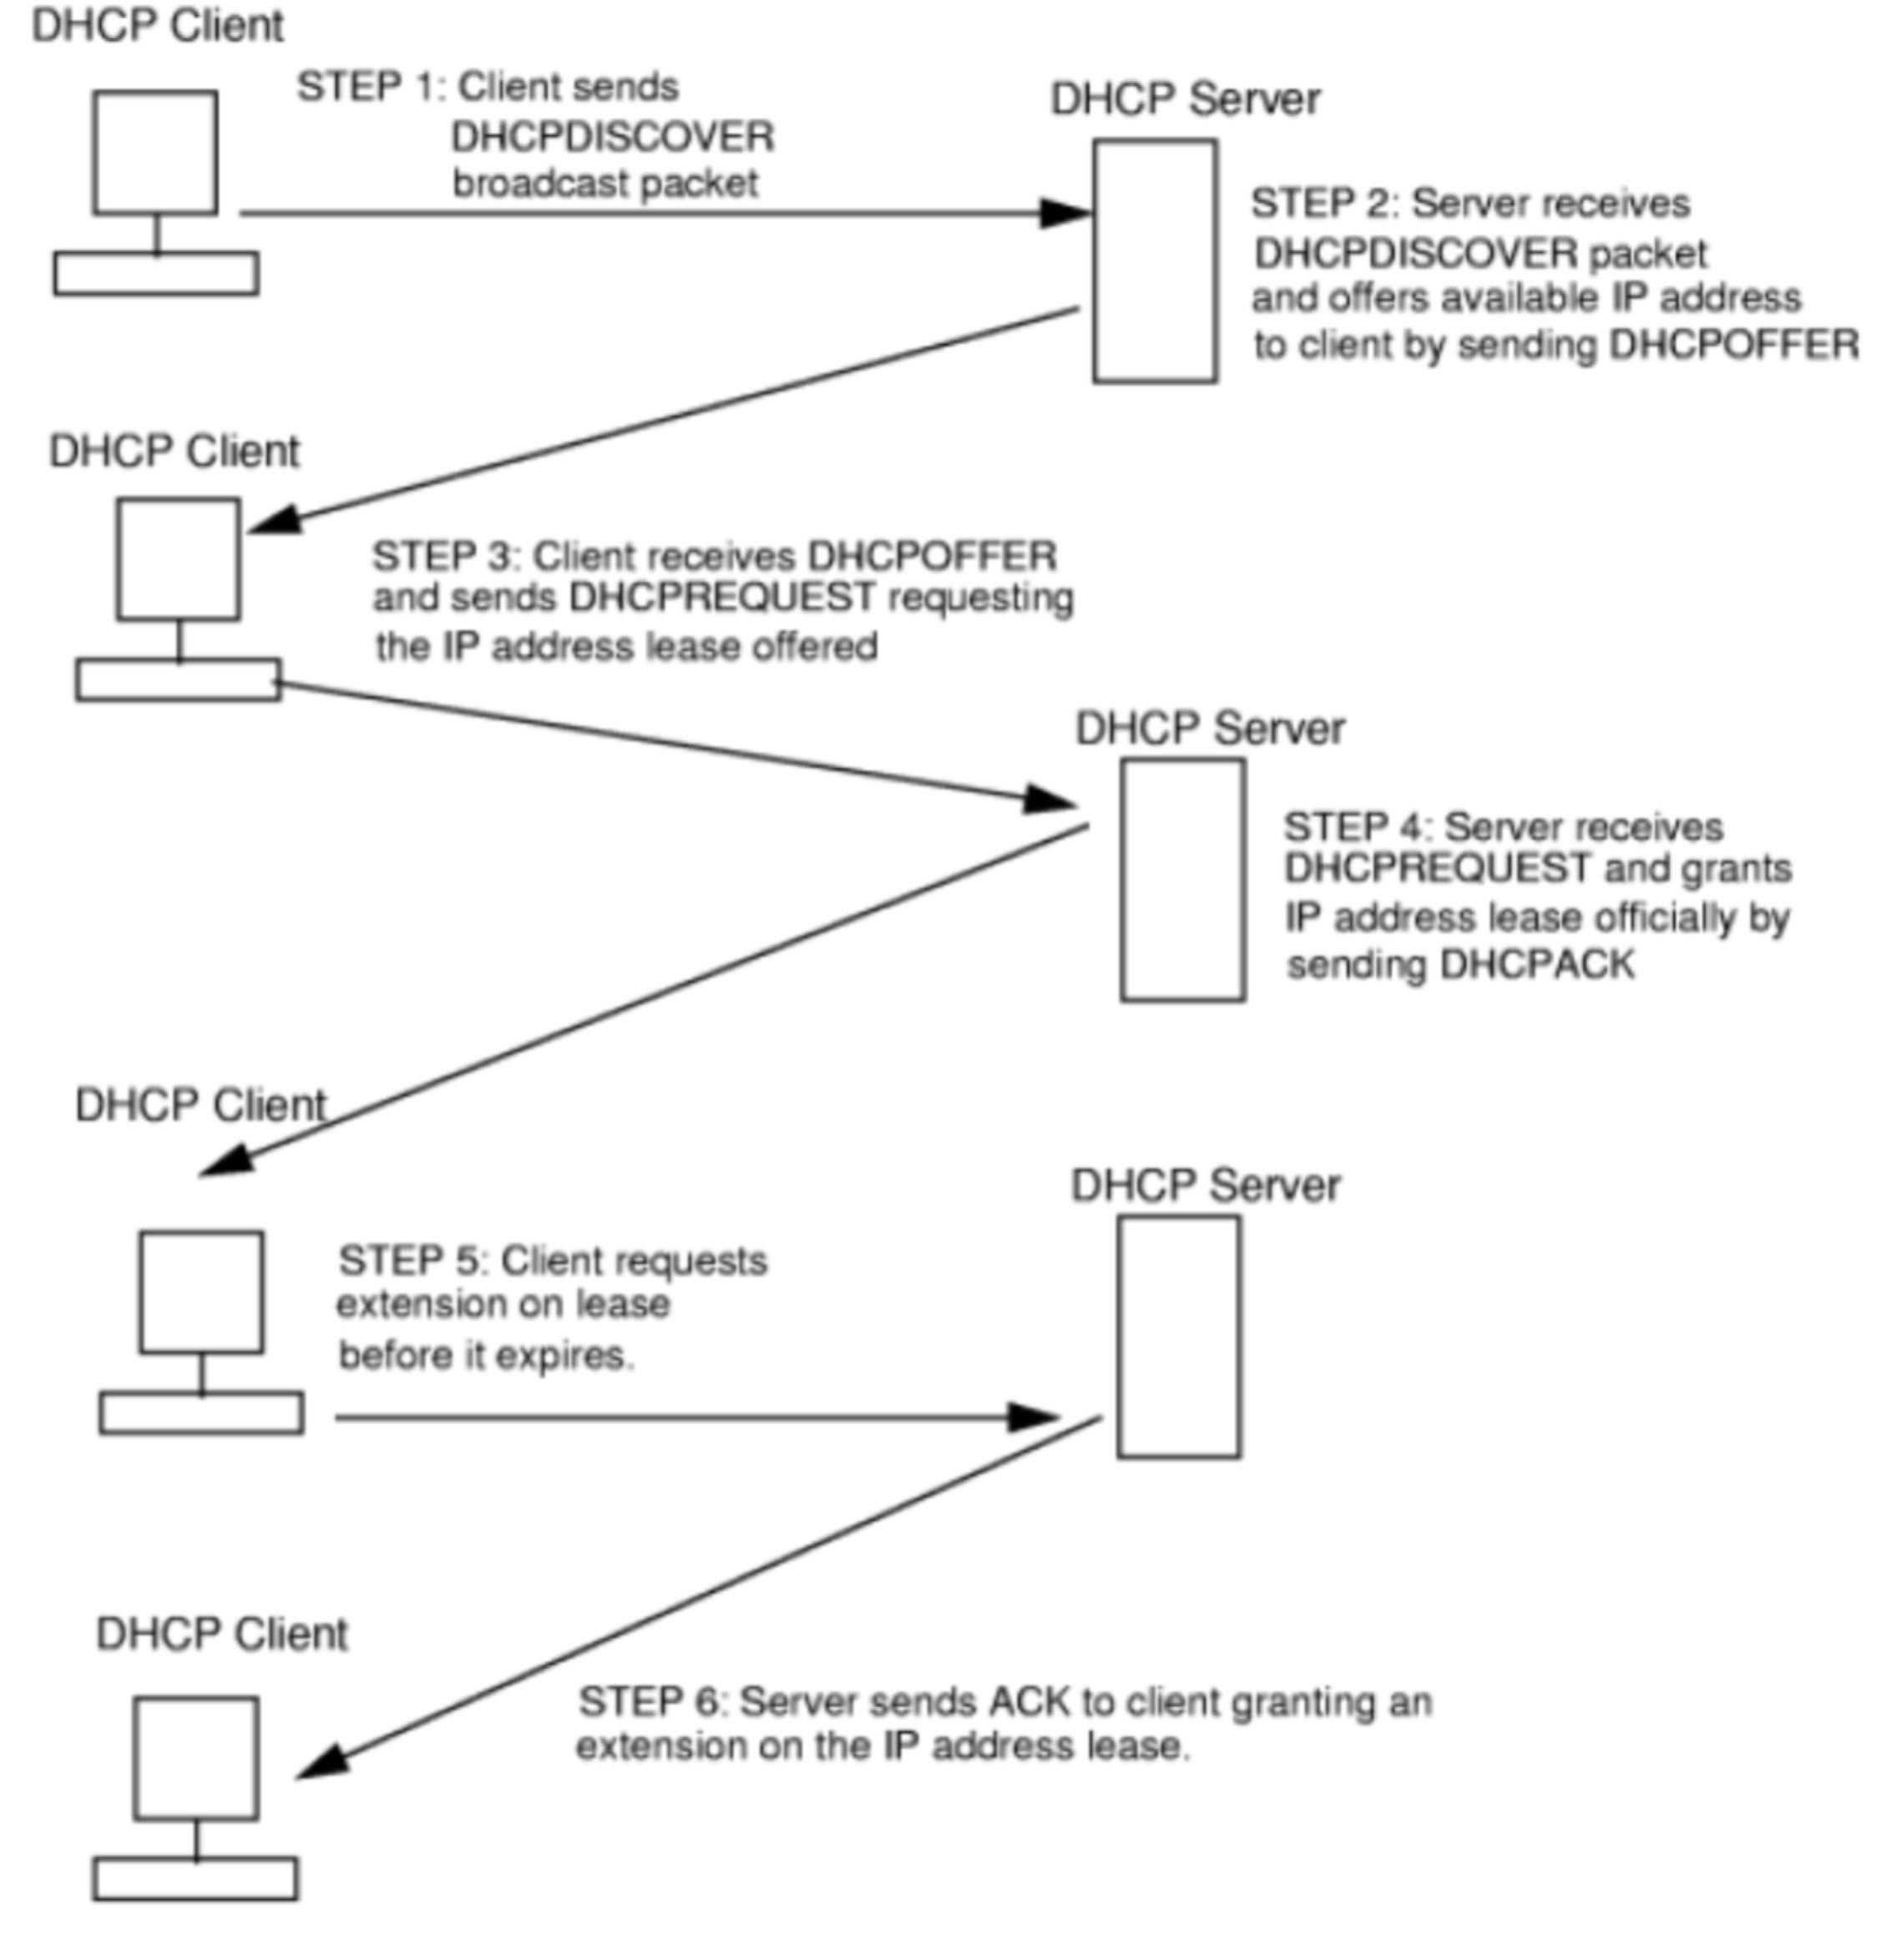 DHCP Client
STEP 1: Client sends
DHCPDISCOVER
broadcast packet
DHCP Server
STEP 2: Server receives
DHCPDISCOVER packet
and offers available IP address
to client by sending DHCPOFFER
DHCP Client
STEP 3: Client receives DHCPOFFER
and sends DHCPREQUEST requesting
the IP address lease offered
DHCP Server
STEP 4: Server receives
DHCPREQUEST and grants
IP address lease officially by
sending DHCPACK
DHCP Client
DHCP Server
STEP 5: Client requests
extension on lease
before it expires.
DHCP Client
STEP 6: Server sends ACK to client granting an
extension on the IP address lease.